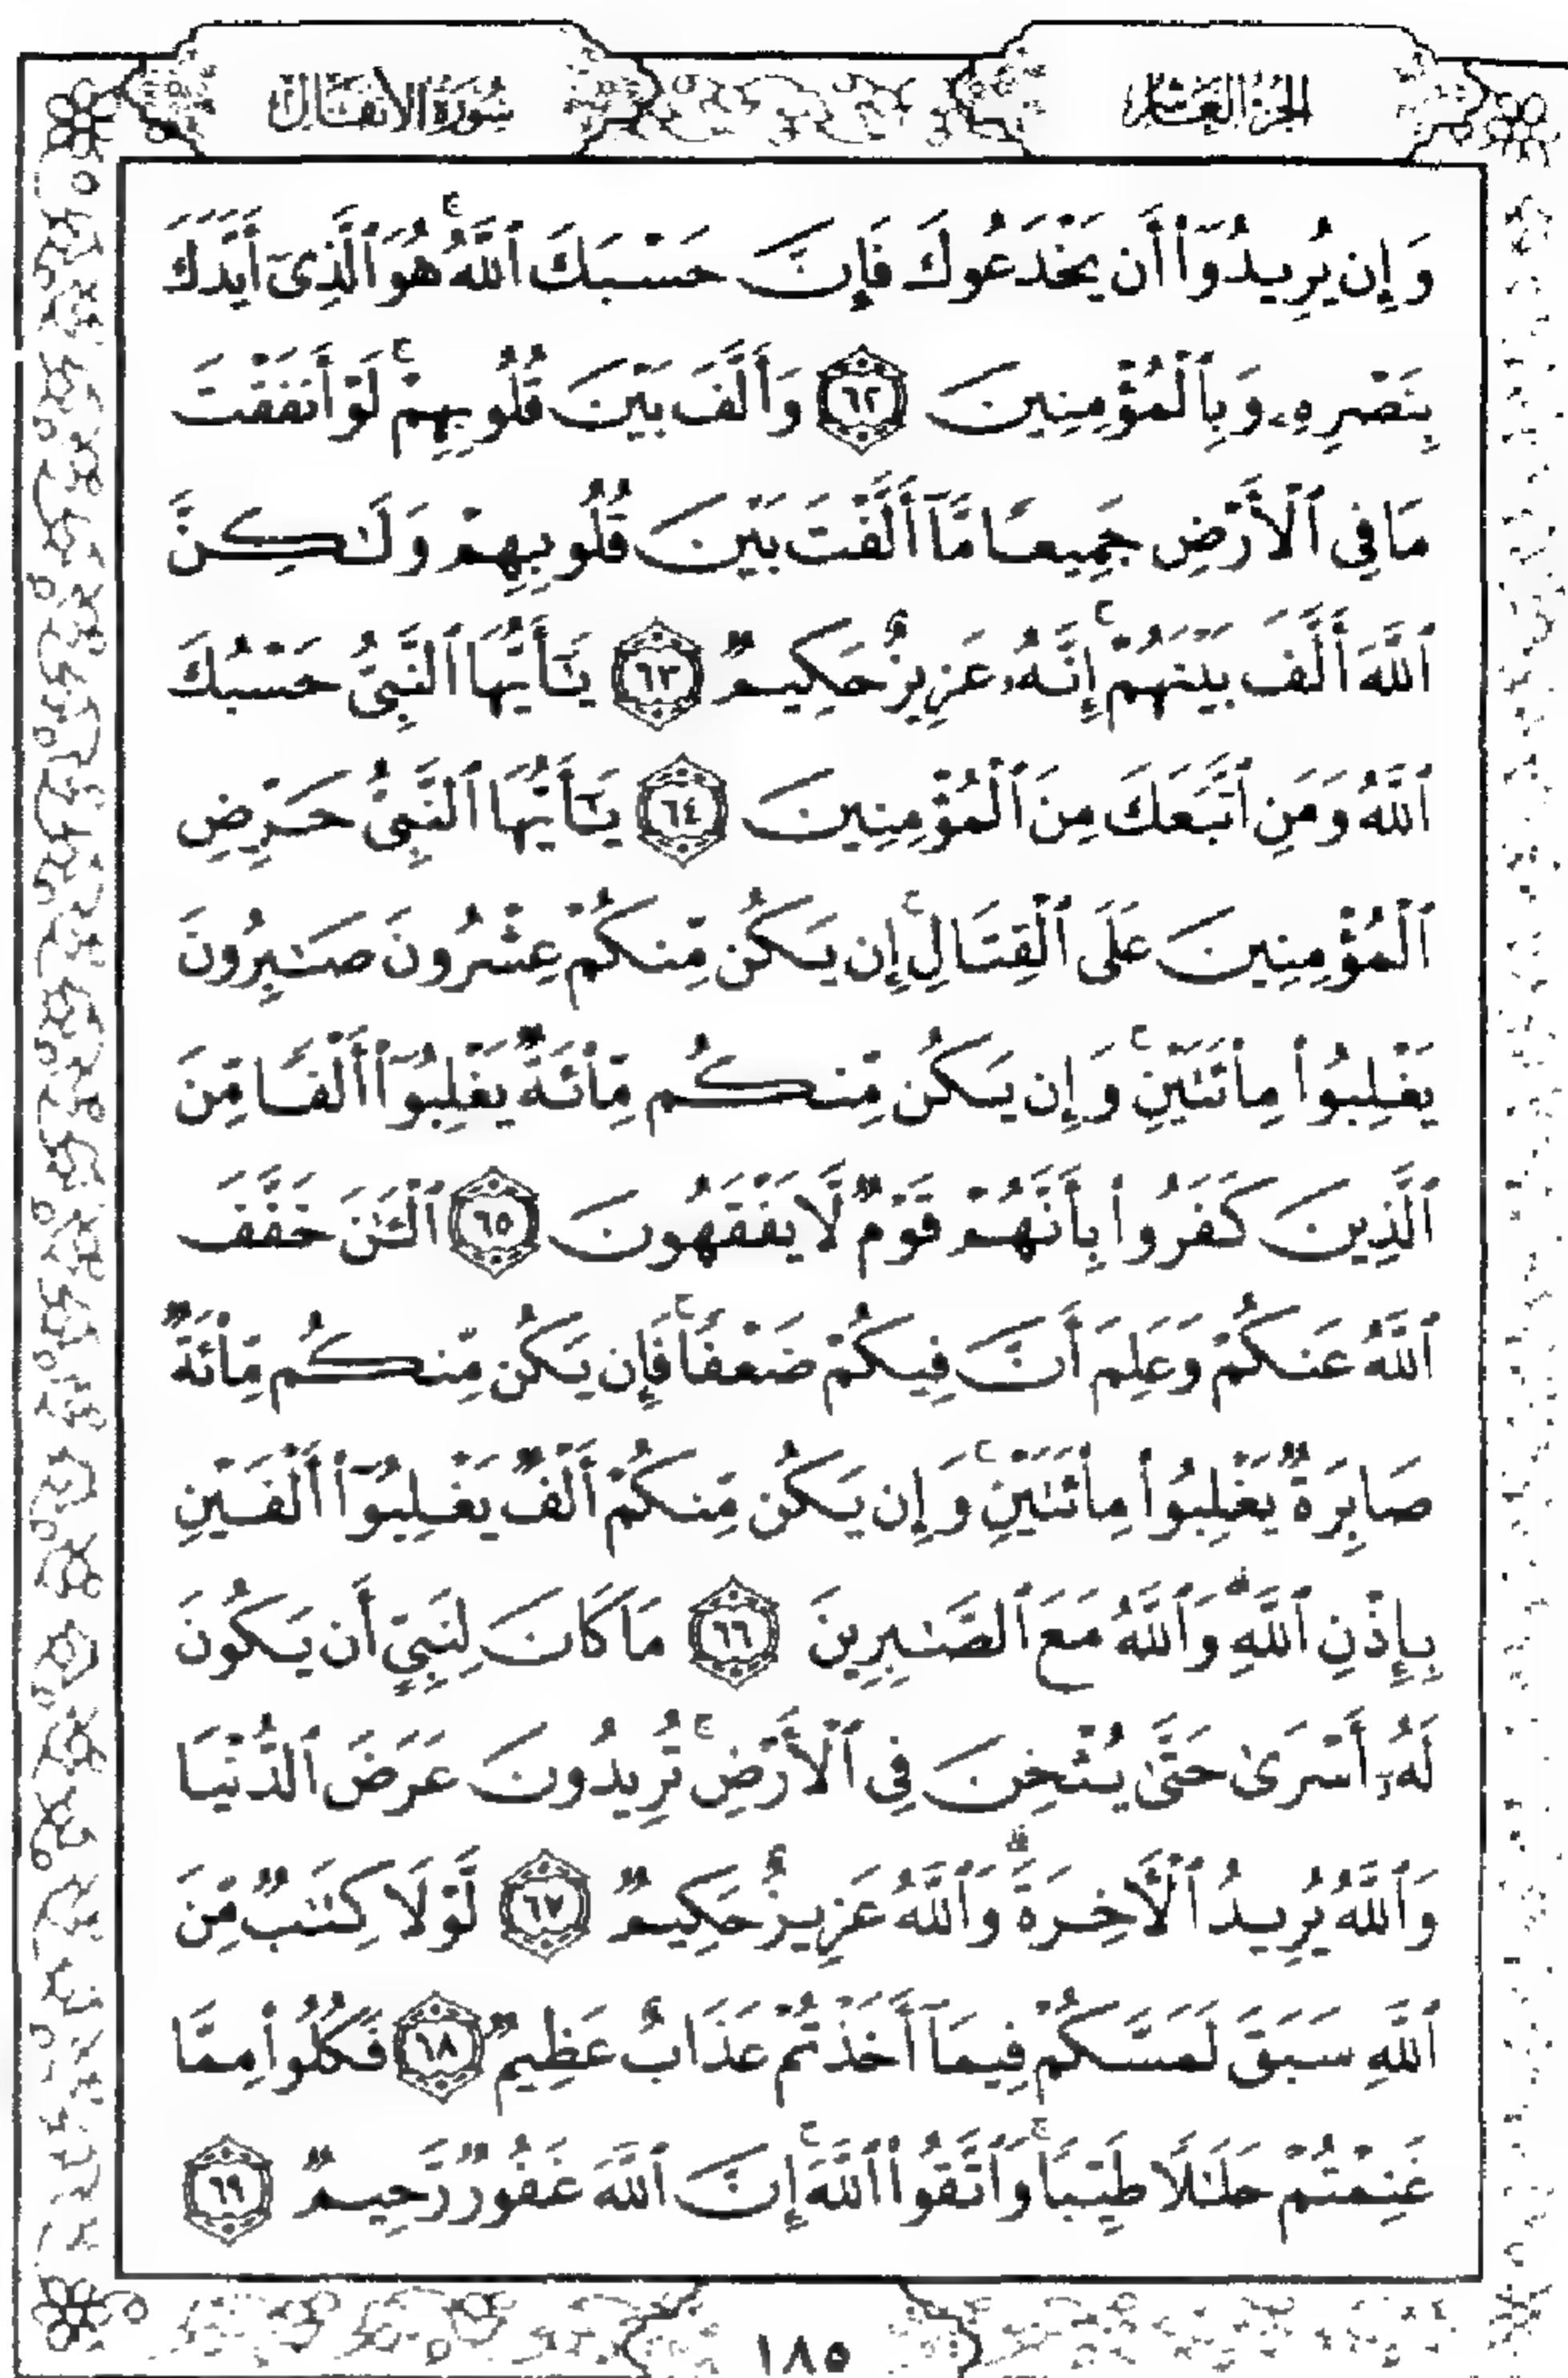 الجزء العاشر
سورة الأنفال
وَإِن يُرِيدُوٓا۟ أَن يَخْدَعُوكَ فَإِنَّ حَسْبَكَ ٱللَّهُ ۚ هُوَ ٱلَّذِىٓ أَيَّدَكَ
بِنَصْرِهِۦ وَبِٱلْمُؤْمِنِينَ ٦٢ وَأَلَّفَ بَيْنَ قُلُوبِهِمْ ۚ لَوْ أَنفَقْتَ
مَا فِى ٱلْأَرْضِ جَمِيعًا مَّآ أَلَّفْتَ بَيْنَ قُلُوبِهِمْ وَلَٰكِنَّ
ٱللَّهَ أَلَّفَ بَيْنَهُمْ ۚ إِنَّهُۥ عَزِيزٌ حَكِيمٌ ٦٣ يَٰٓأَيُّهَا ٱلنَّبِىُّ حَسْبُكَ
ٱللَّهُ وَمَنِ ٱتَّبَعَكَ مِنَ ٱلْمُؤْمِنِينَ ٦٤ يَٰٓأَيُّهَا ٱلنَّبِىُّ حَرِّضِ
ٱلْمُؤْمِنِينَ عَلَى ٱلْقِتَالِ ۚ إِن يَكُن مِّنكُمْ عِشْرُونَ صَٰبِرُونَ
يَغْلِبُوا۟ مِا۟ئَتَيْنِ ۚ وَإِن يَكُن مِّنكُم مِّا۟ئَةٌ يَغْلِبُوٓا۟ أَلْفًا مِّنَ
ٱلَّذِينَ كَفَرُوا۟ بِأَنَّهُمْ قَوْمٌ لَّا يَفْقَهُونَ ٦٥ ٱلْـَٰٔنَ خَفَّفَ
ٱللَّهُ عَنكُمْ وَعَلِمَ أَنَّ فِيكُمْ ضَعْفًا ۚ فَإِن يَكُن مِّنكُم مِّا۟ئَةٌ
صَابِرَةٌ يَغْلِبُوا۟ مِا۟ئَتَيْنِ ۚ وَإِن يَكُن مِّنكُمْ أَلْفٌ يَغْلِبُوٓا۟ أَلْفَيْنِ
بِإِذْنِ ٱللَّهِ ۗ وَٱللَّهُ مَعَ ٱلصَّٰبِرِينَ ٦٦ مَا كَانَ لِنَبِىٍّ أَن يَكُونَ
لَهُۥٓ أَسْرَىٰ حَتَّىٰ يُثْخِنَ فِى ٱلْأَرْضِ ۚ تُرِيدُونَ عَرَضَ ٱلدُّنْيَا
وَٱللَّهُ يُرِيدُ ٱلْـَٔاخِرَةَ ۗ وَٱللَّهُ عَزِيزٌ حَكِيمٌ ٦٧ لَّوْلَا كِتَٰبٌ مِّنَ
ٱللَّهِ سَبَقَ لَمَسَّكُمْ فِيمَآ أَخَذْتُمْ عَذَابٌ عَظِيمٌ ٦٨ فَكُلُوا۟ مِمَّا
غَنِمْتُمْ حَلَٰلًا طَيِّبًا ۚ وَٱتَّقُوا۟ ٱللَّهَ ۚ إِنَّ ٱللَّهَ غَفُورٌ رَّحِيمٌ ٦٩
١٨٥